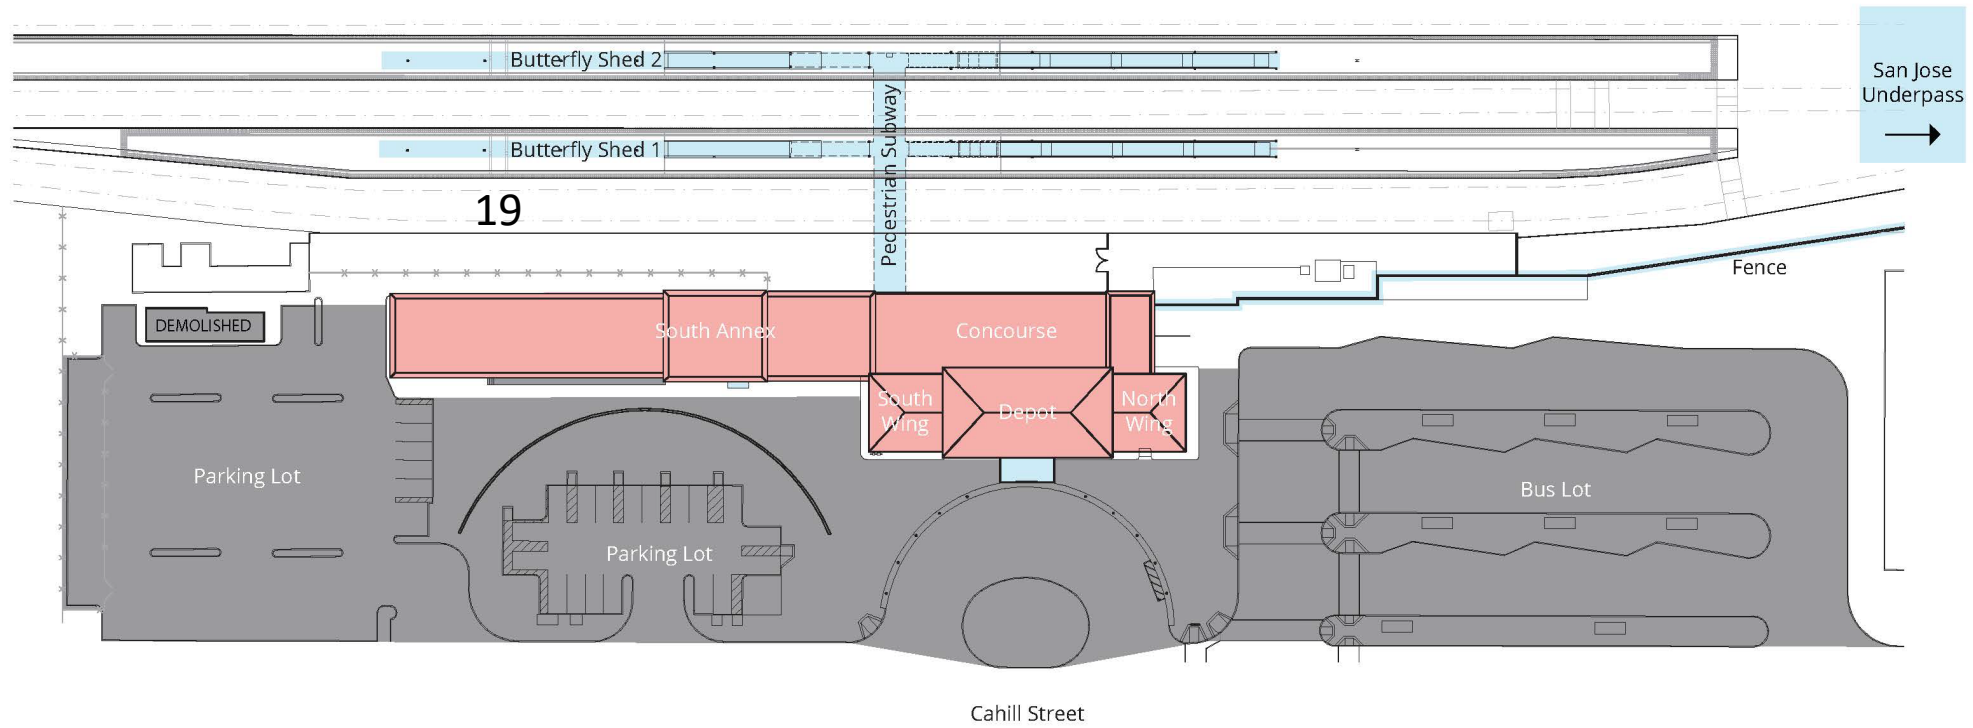 Butterfly Shed 2
San Jose
Underpass
Pedestrian Subway
Butterfly Shed 1
19
Fence
DEMOLISHED
South Annex
Concourse
South
Wing
Depot
North
Wing
Parking Lot
Bus Lot
Parking Lot
Cahill Street